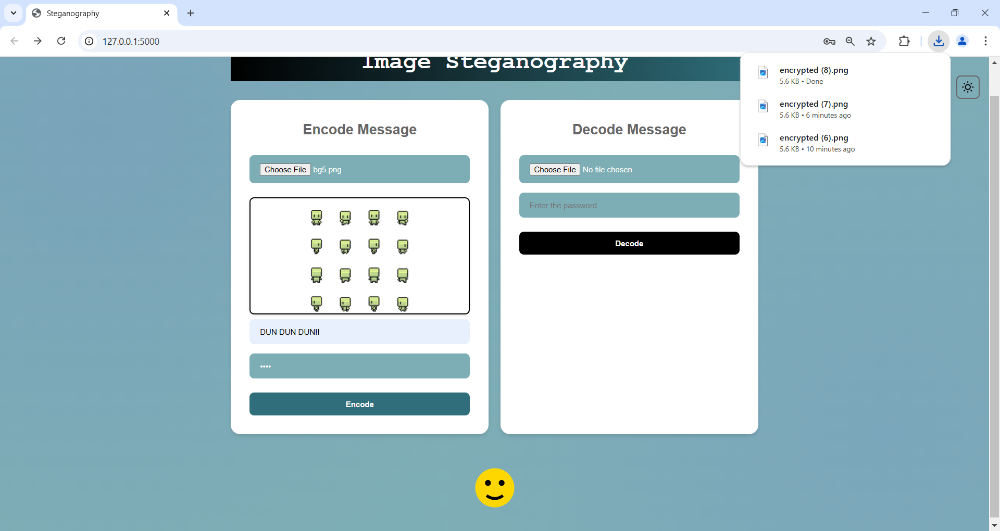 Steganography
127.0.0.1:5000
Image Steganography
encrypted (8).png
5.6 KB • Done
encrypted (7).png
5.6 KB • 6 minutes ago
encrypted (6).png
5.6 KB • 10 minutes ago
Encode Message
Choose File bg5.png
DUN DUN DUN!!
••••
Encode
Decode Message
Choose File No file chosen
Enter the password
Decode